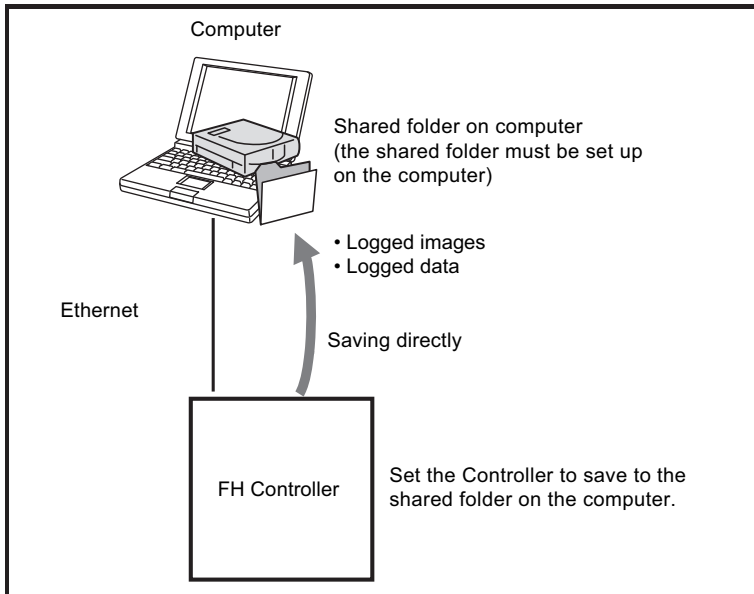 Computer
Shared folder on computer
(the shared folder must be set up
on the computer)
• Logged images
• Logged data
Ethernet
Saving directly
FH Controller
Set the Controller to save to the
shared folder on the computer.